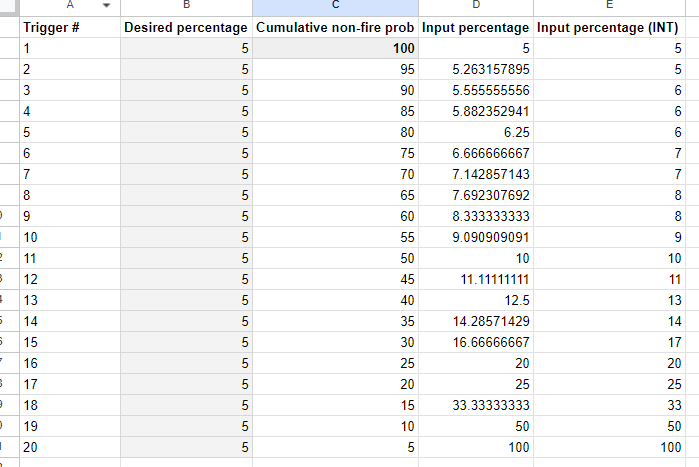 A B C D E
Trigger # Desired percentage Cumulative non-fire prob Input percentage Input percentage (INT)
1 5 100 5 5
2 5 95 5.263157895 5
3 5 90 5.555555556 6
4 5 85 5.882352941 6
5 5 80 6.25 6
6 5 75 6.666666667 7
7 5 70 7.142857143 7
8 5 65 7.692307692 8
9 5 60 8.333333333 8
10 5 55 9.090909091 9
11 5 50 10 10
12 5 45 11.11111111 11
13 5 40 12.5 13
14 5 35 14.28571429 14
15 5 30 16.66666667 17
16 5 25 20 20
17 5 20 25 25
18 5 15 33.33333333 33
19 5 10 50 50
20 5 5 100 100